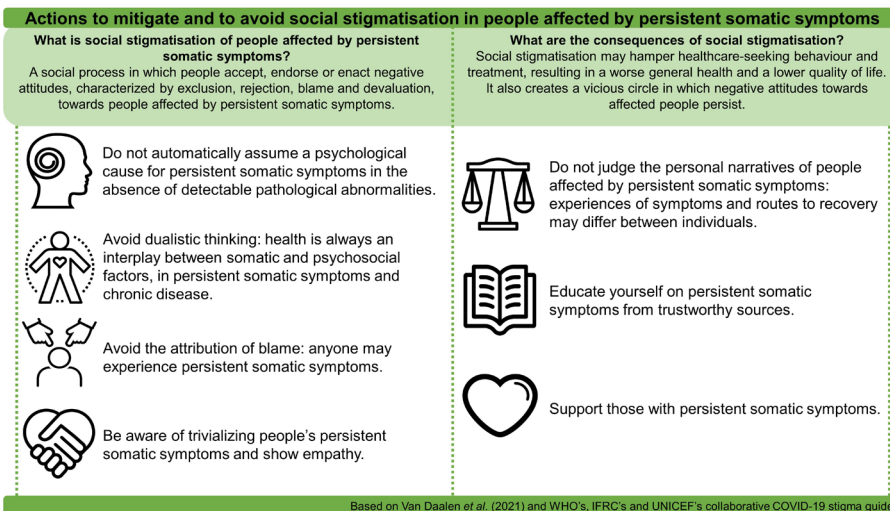 Actions to mitigate and to avoid social stigmatisation in people affected by persistent somatic symptoms
What is social stigmatisation of people affected by persistent
somatic symptoms?
A social process in which people accept, endorse or enact negative
attitudes, characterized by exclusion, rejection, blame and devaluation,
towards people affected by persistent somatic symptoms.
What are the consequences of social stigmatisation?
Social stigmatisation may hamper healthcare-seeking behaviour and
treatment, resulting in a worse general health and a lower quality of life.
It also creates a vicious circle in which negative attitudes towards
affected people persist.
Do not automatically assume a psychological
cause for persistent somatic symptoms in the
absence of detectable pathological abnormalities.
Avoid dualistic thinking: health is always an
interplay between somatic and psychosocial
factors, in persistent somatic symptoms and
chronic disease.
Avoid the attribution of blame: anyone may
experience persistent somatic symptoms.
Be aware of trivializing people's persistent
somatic symptoms and show empathy.
Do not judge the personal narratives of people
affected by persistent somatic symptoms:
experiences of symptoms and routes to recovery
may differ between individuals.
Educate yourself on persistent somatic
symptoms from trustworthy sources.
Support those with persistent somatic symptoms.
Based on Van Daalen et al. (2021) and WHO's, IFRC's and UNICEF's collaborative COVID-19 stigma guide